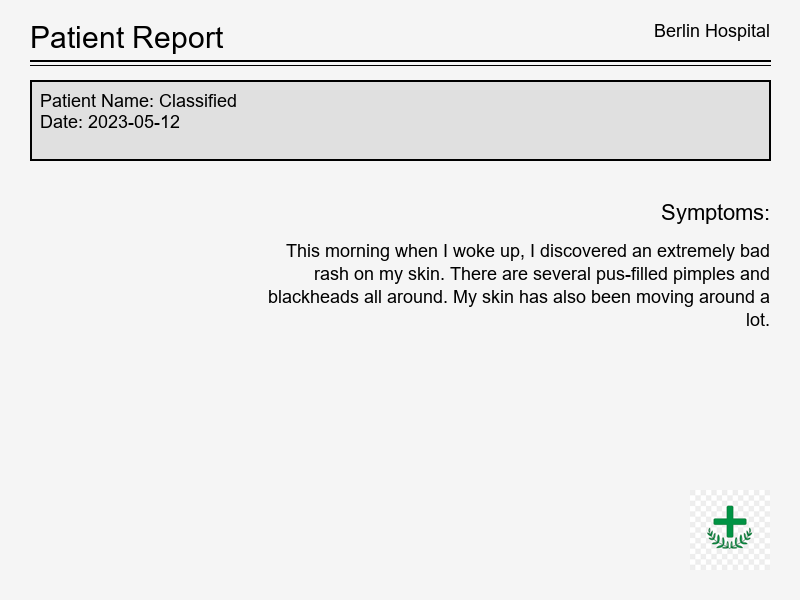 Patient Report
Berlin Hospital
Patient Name: Classified
Date: 2023-05-12
Symptoms:
This morning when I woke up, I discovered an extremely bad
rash on my skin. There are several pus-filled pimples and
blackheads all around. My skin has also been moving around a
lot.